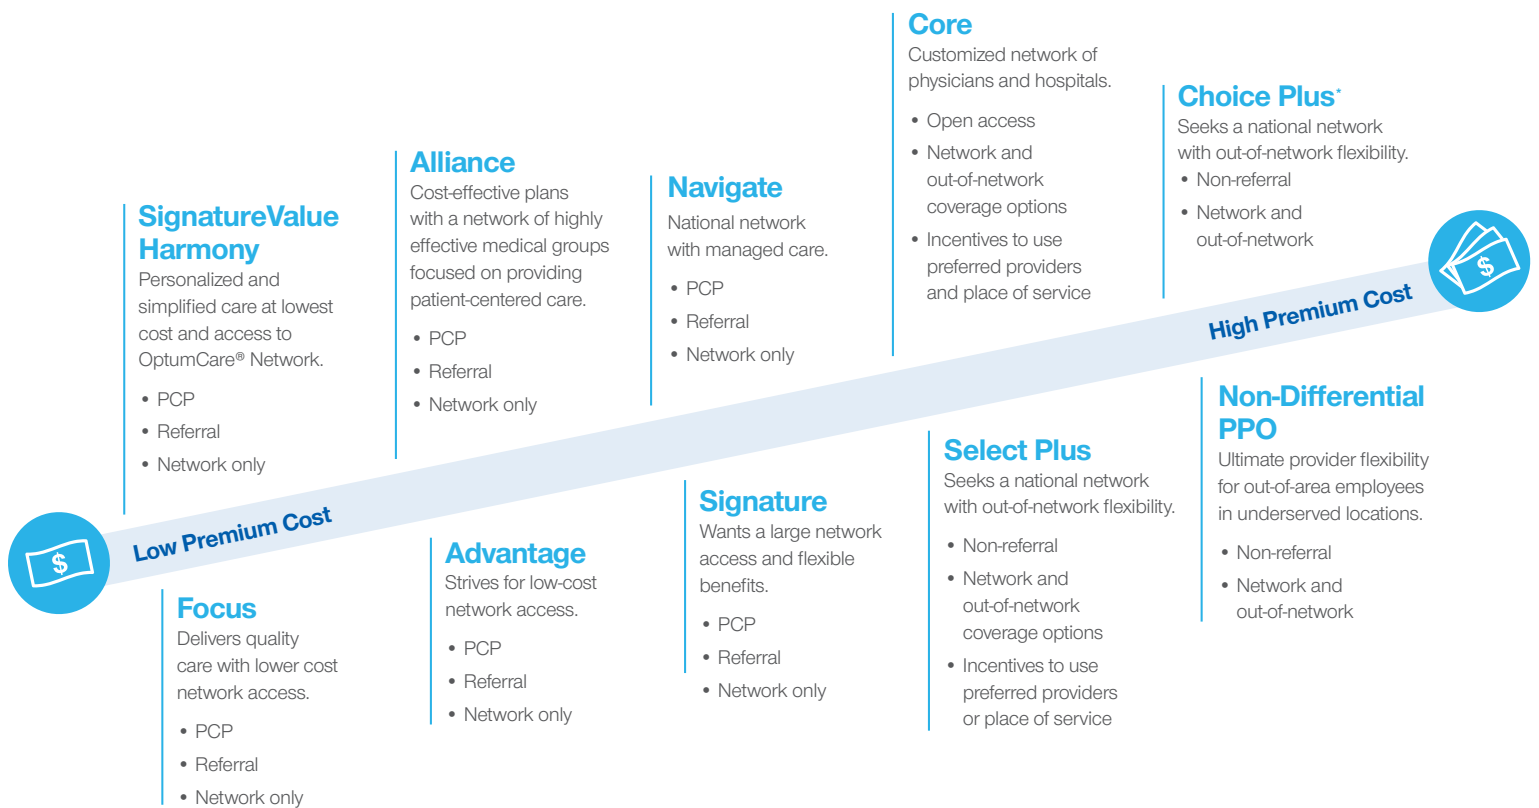 SignatureValue
Harmony
Personalized and
simplified care at lowest
cost and access to
OptumCare® Network.
• PCP
• Referral
• Network only
Alliance
Cost-effective plans
with a network of highly
effective medical groups
focused on providing
patient-centered care.
• PCP
• Referral
• Network only
Navigate
National network
with managed care.
• PCP
• Referral
• Network only
Core
Customized network of
physicians and hospitals.
• Open access
• Network and
out-of-network
coverage options
• Incentives to use
preferred providers
and place of service
Choice Plus*
Seeks a national network
with out-of-network flexibility.
• Non-referral
• Network and
out-of-network
$
Low Premium Cost
High Premium Cost
$
Focus
Delivers quality
care with lower cost
network access.
• PCP
• Referral
• Network only
Advantage
Strives for low-cost
network access.
• PCP
• Referral
• Network only
Signature
Wants a large network
access and flexible
benefits.
• PCP
• Referral
• Network only
Select Plus
Seeks a national network
with out-of-network flexibility.
• Non-referral
• Network and
out-of-network
coverage options
• Incentives to use
preferred providers
or place of service
Non-Differential
PPO
Ultimate provider flexibility
for out-of-area employees
in underserved locations.
• Non-referral
• Network and
out-of-network